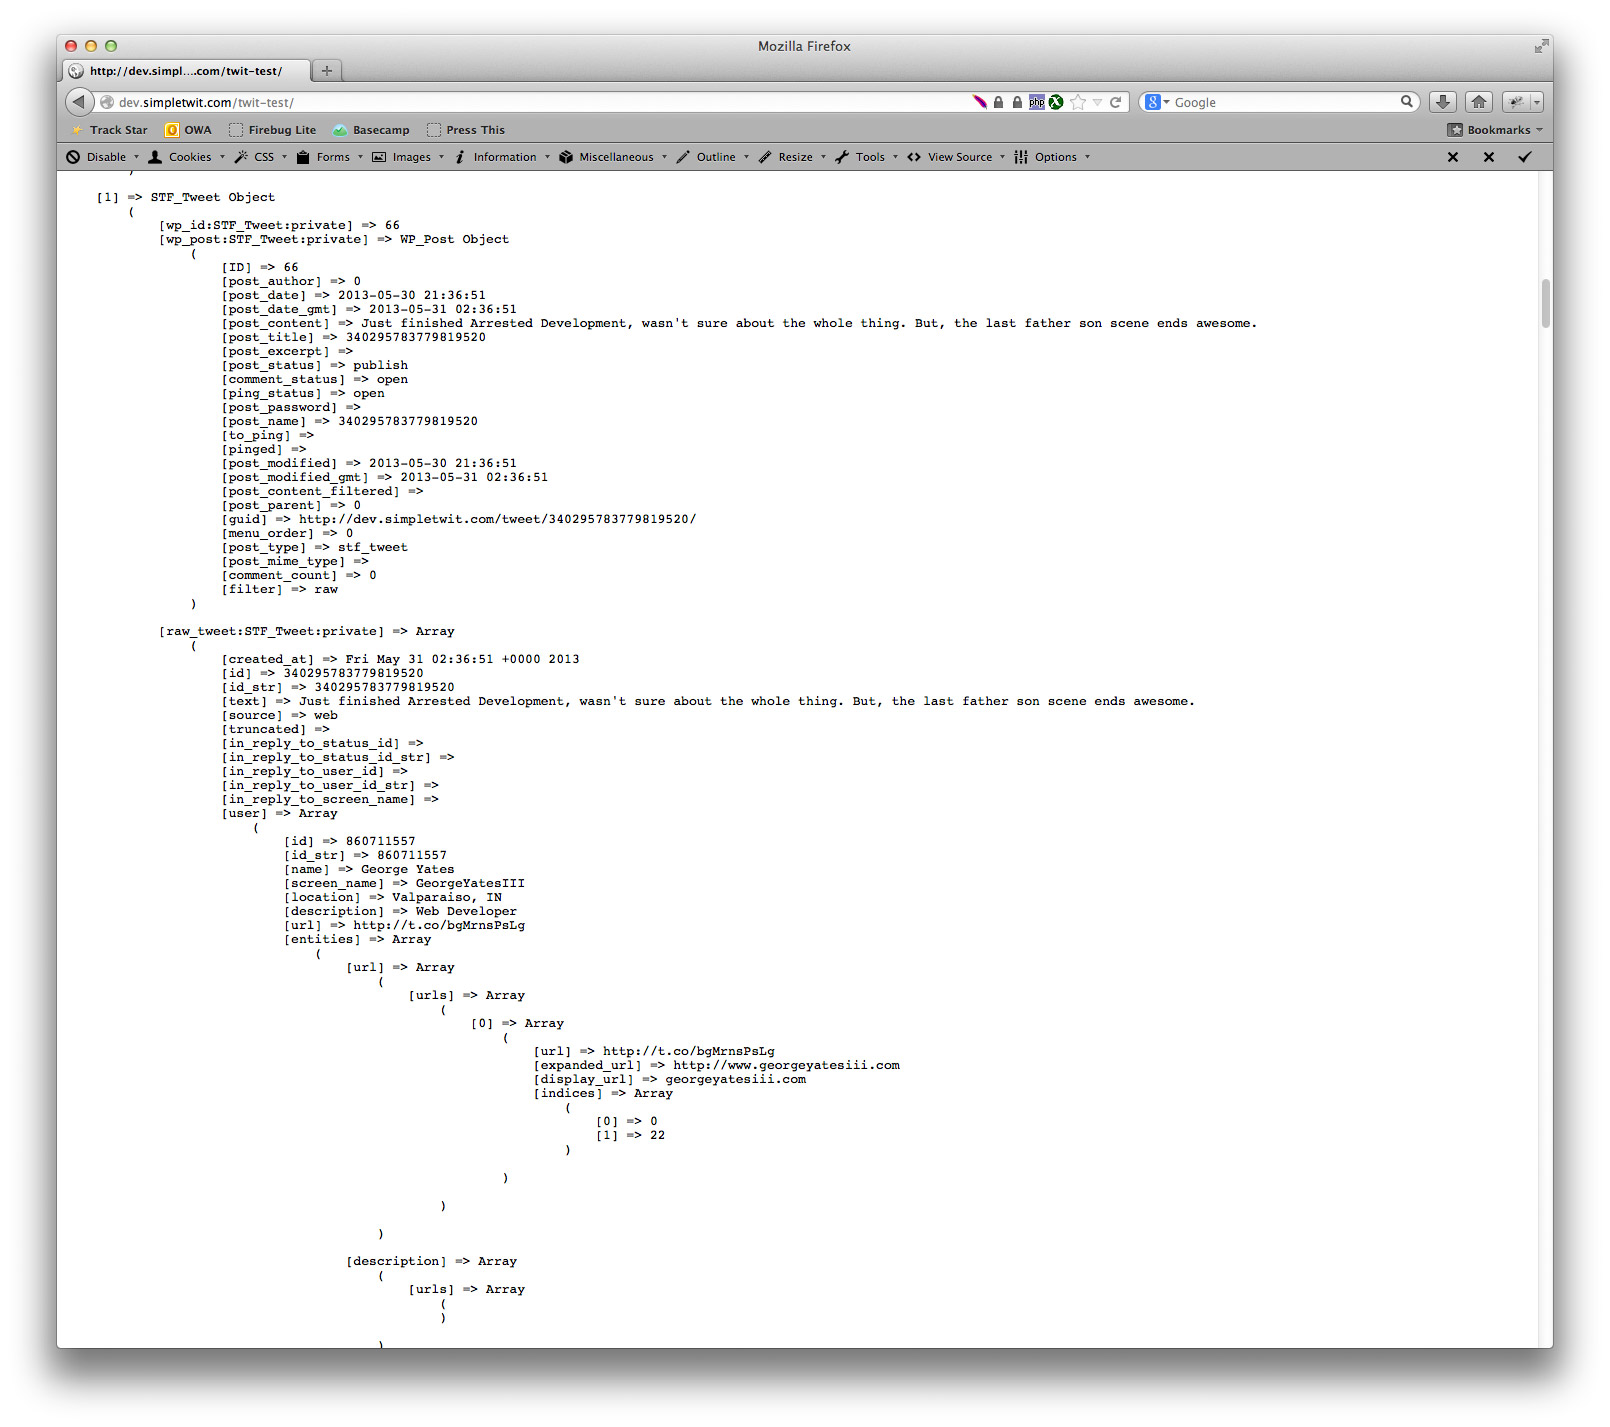 Mozilla Firefox
http://dev.simpl....com/twit-test/
dev.simpletwit.com/twit-test/
php
8
Google
Track Star
OWA
Firebug Lite
Basecamp
Press This
Bookmarks
Disable
Cookies
CSS
Forms
Images
Information
Miscellaneous
Outline
Resize
Tools
View Source
Options
)
[1] => STF_Tweet Object
(
[wp_id:STF_Tweet:private] => 66
[wp_post:STF_Tweet:private] => WP_Post Object
(
[ID] => 66
[post_author] => 0
[post_date] => 2013-05-30 21:36:51
[post_date_gmt] => 2013-05-31 02:36:51
[post_content] => Just finished Arrested Development, wasn't sure about the whole thing. But, the last father son scene ends awesome.
[post_title] => 340295783779819520
[post_excerpt] =>
[post_status] => publish
[comment_status] => open
[ping_status] => open
[post_password] =>
[post_name] => 340295783779819520
[to_ping] =>
[pinged] =>
[post_modified] => 2013-05-30 21:36:51
[post_modified_gmt] => 2013-05-31 02:36:51
[post_content_filtered] =>
[post_parent] => 0
[guid] => http://dev.simpletwit.com/tweet/340295783779819520/
[menu_order] => 0
[post_type] => stf_tweet
[post_mime_type] =>
[comment_count] => 0
[filter] => raw
)
[raw_tweet:STF_Tweet:private] => Array
(
[created_at] => Fri May 31 02:36:51 +0000 2013
[id] => 340295783779819520
[id_str] => 340295783779819520
[text] => Just finished Arrested Development, wasn't sure about the whole thing. But, the last father son scene ends awesome.
[source] => web
[truncated] =>
[in_reply_to_status_id] =>
[in_reply_to_status_id_str] =>
[in_reply_to_user_id] =>
[in_reply_to_user_id_str] =>
[in_reply_to_screen_name] =>
[user] => Array
(
[id] => 860711557
[id_str] => 860711557
[name] => George Yates
[screen_name] => GeorgeYatesIII
[location] => Valparaiso, IN
[description] => Web Developer
[url] => http://t.co/bgMrnsPsLg
[entities] => Array
(
[url] => Array
(
[urls] => Array
(
[0] => Array
(
[url] => http://t.co/bgMrnsPsLg
[expanded_url] => http://www.georgeyatesiii.com
[display_url] => georgeyatesiii.com
[indices] => Array
(
[0] => 0
[1] => 22
)
)
)
)
[description] => Array
(
[urls] => Array
(
)
)